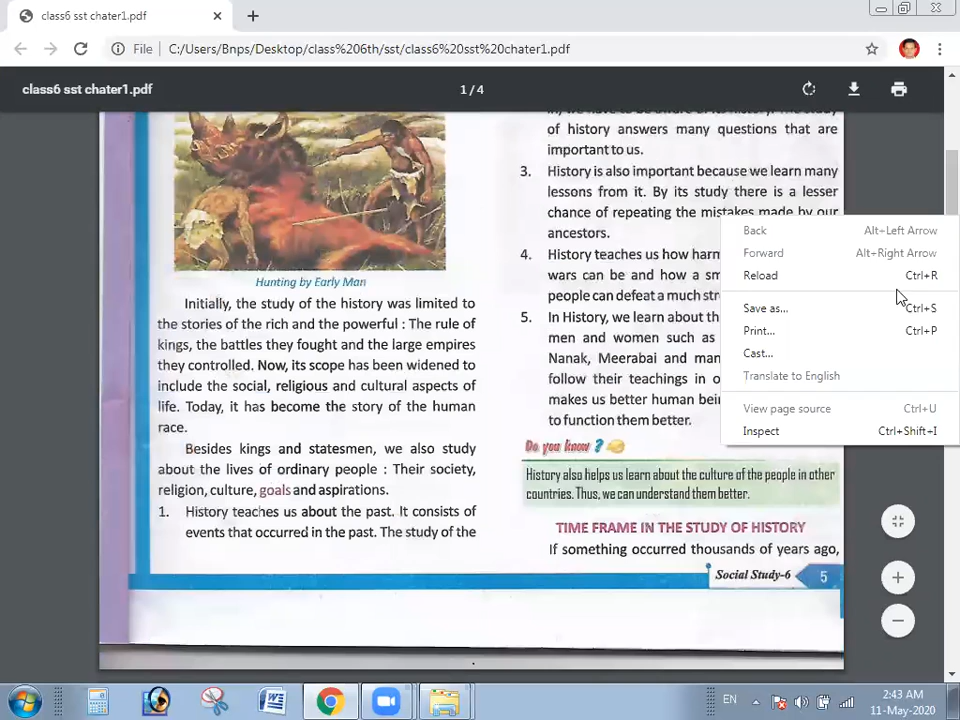 class6 sst chater1.pdf
File
C:/Users/Bnps/Desktop/class%206th/sst/class6%20sst%20chater1.pdf
class6 sst chater1.pdf
1/4
Hunting by Early Man
Initially, the study of the history was limited to
the stories of the rich and the powerful : The rule of
kings, the battles they fought and the large empires
they controlled. Now, its scope has been widened to
include the social, religious and cultural aspects of
life. Today, it has become the story of the human
race.
Besides kings and statesmen, we also study
about the lives of ordinary people : Their society,
religion, culture, goals and aspirations.
1. History teaches us about the past. It consists of
events that occurred in the past. The study of the
of history answers many questions that are
important to us.
3. History is also important because we learn many
lessons from it. By its study there is a lesser
chance of repeating the mistakes made by our
ancestors.
4. History teaches us how
wars can be and how a
people can defeat a much
5. In History, we learn about
men and women such as
Nanak, Meerabai and
follow their teachings in
makes us better human
to function them better.
Do you know ?
History also helps us learn about the culture of the people in other
countries. Thus, we can understand them better.
TIME FRAME IN THE STUDY OF HISTORY
If something occurred thousands of years ago,
Social Study-6 5
Back Alt+Left Arrow
Forward Alt+Right Arrow
Reload Ctrl+R
Save as... Ctrl+S
Print... Ctrl+P
Cast...
Translate to English
View page source Ctrl+U
Inspect Ctrl+Shift+I
EN
2:43 AM
11-May-2020